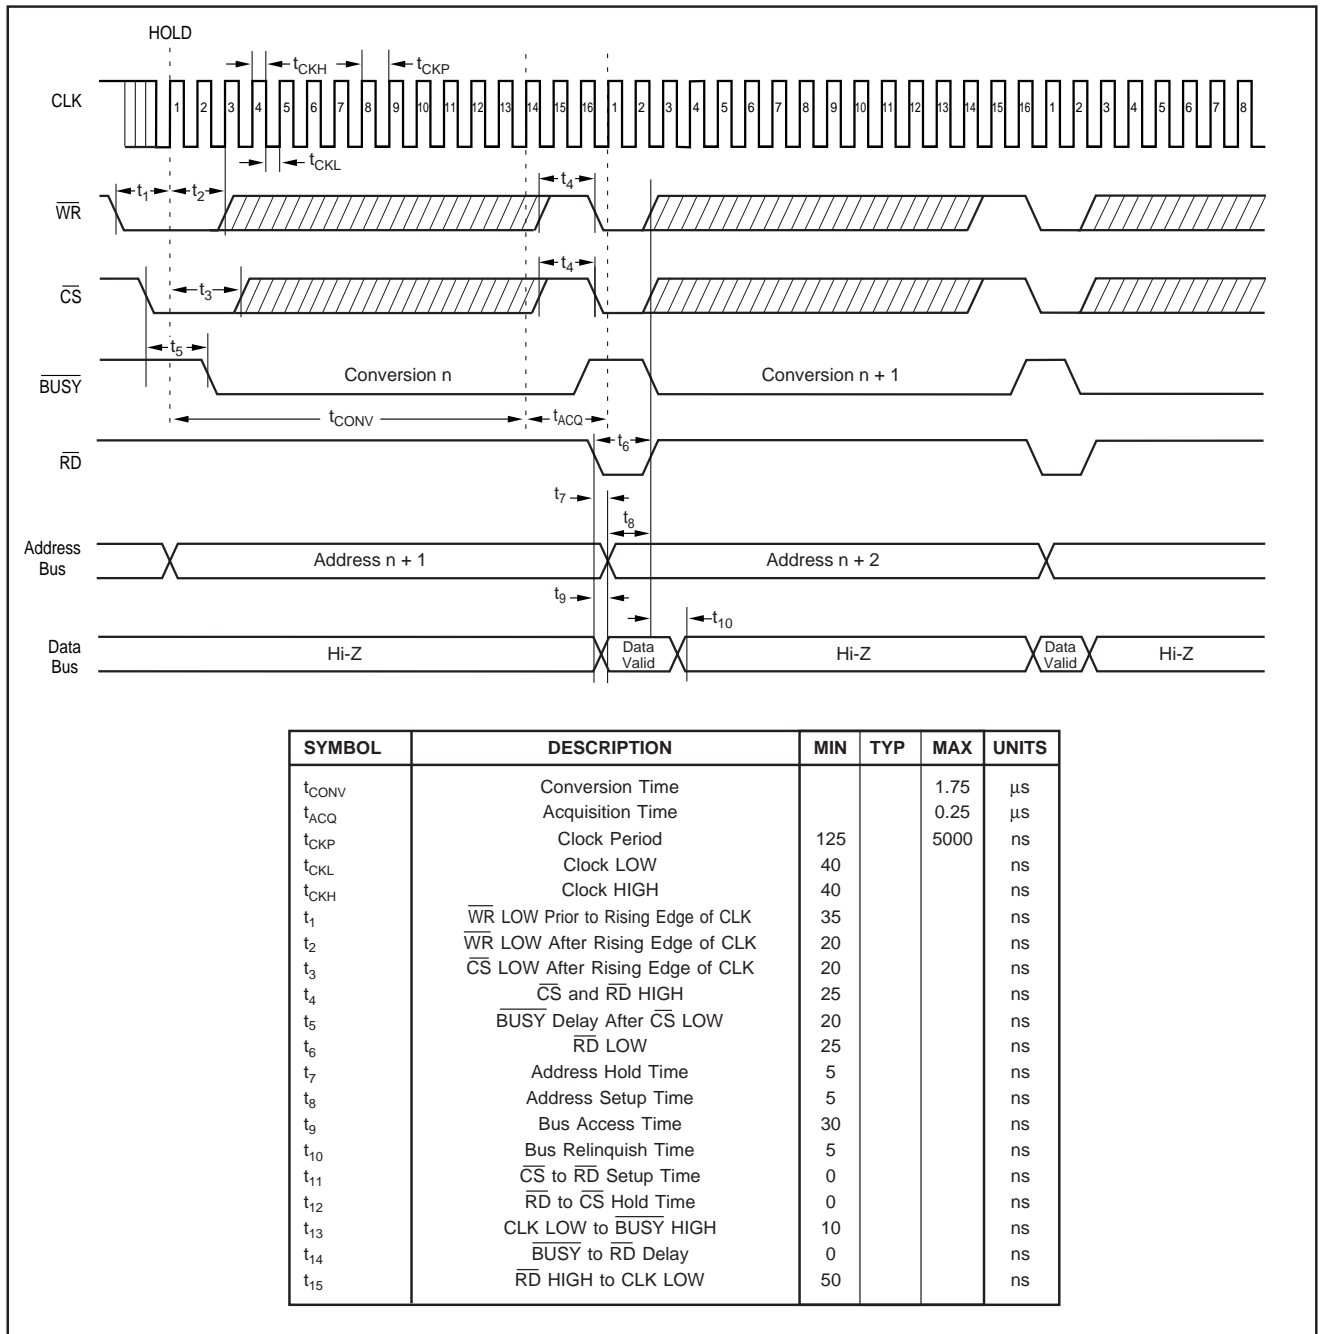 HOLD
tCKH
tCKP
CLK
1 2 3 4 5 6 7 8 9 10 11 12 13 14 15 16 1 2 3 4 5 6 7 8 9 10 11 12 13 14 15 16 1 2 3 4 5 6 7 8
tCKL
t1 t2 t4
WR
t4
t3
CS
t5
BUSY Conversion n Conversion n + 1
tCONV tACQ
t6
RD
t7
t8
Address
Bus
Address n + 1 Address n + 2
t9
t10
Data
Bus
Hi-Z Data Valid Hi-Z Data Valid Hi-Z
SYMBOL DESCRIPTION MIN TYP MAX UNITS
tCONV Conversion Time 1.75 μs
tACQ Acquisition Time 0.25 μs
tCKP Clock Period 125 5000 ns
tCKL Clock LOW 40 ns
tCKH Clock HIGH 40 ns
t1 WR LOW Prior to Rising Edge of CLK 35 ns
t2 WR LOW After Rising Edge of CLK 20 ns
t3 CS LOW After Rising Edge of CLK 20 ns
t4 CS and RD HIGH 25 ns
t5 BUSY Delay After CS LOW 20 ns
t6 RD LOW 25 ns
t7 Address Hold Time 5 ns
t8 Address Setup Time 5 ns
t9 Bus Access Time 30 ns
t10 Bus Relinquish Time 5 ns
t11 CS to RD Setup Time 0 ns
t12 RD to CS Hold Time 0 ns
t13 CLK LOW to BUSY HIGH 10 ns
t14 BUSY to RD Delay 0 ns
t15 RD HIGH to CLK LOW 50 ns